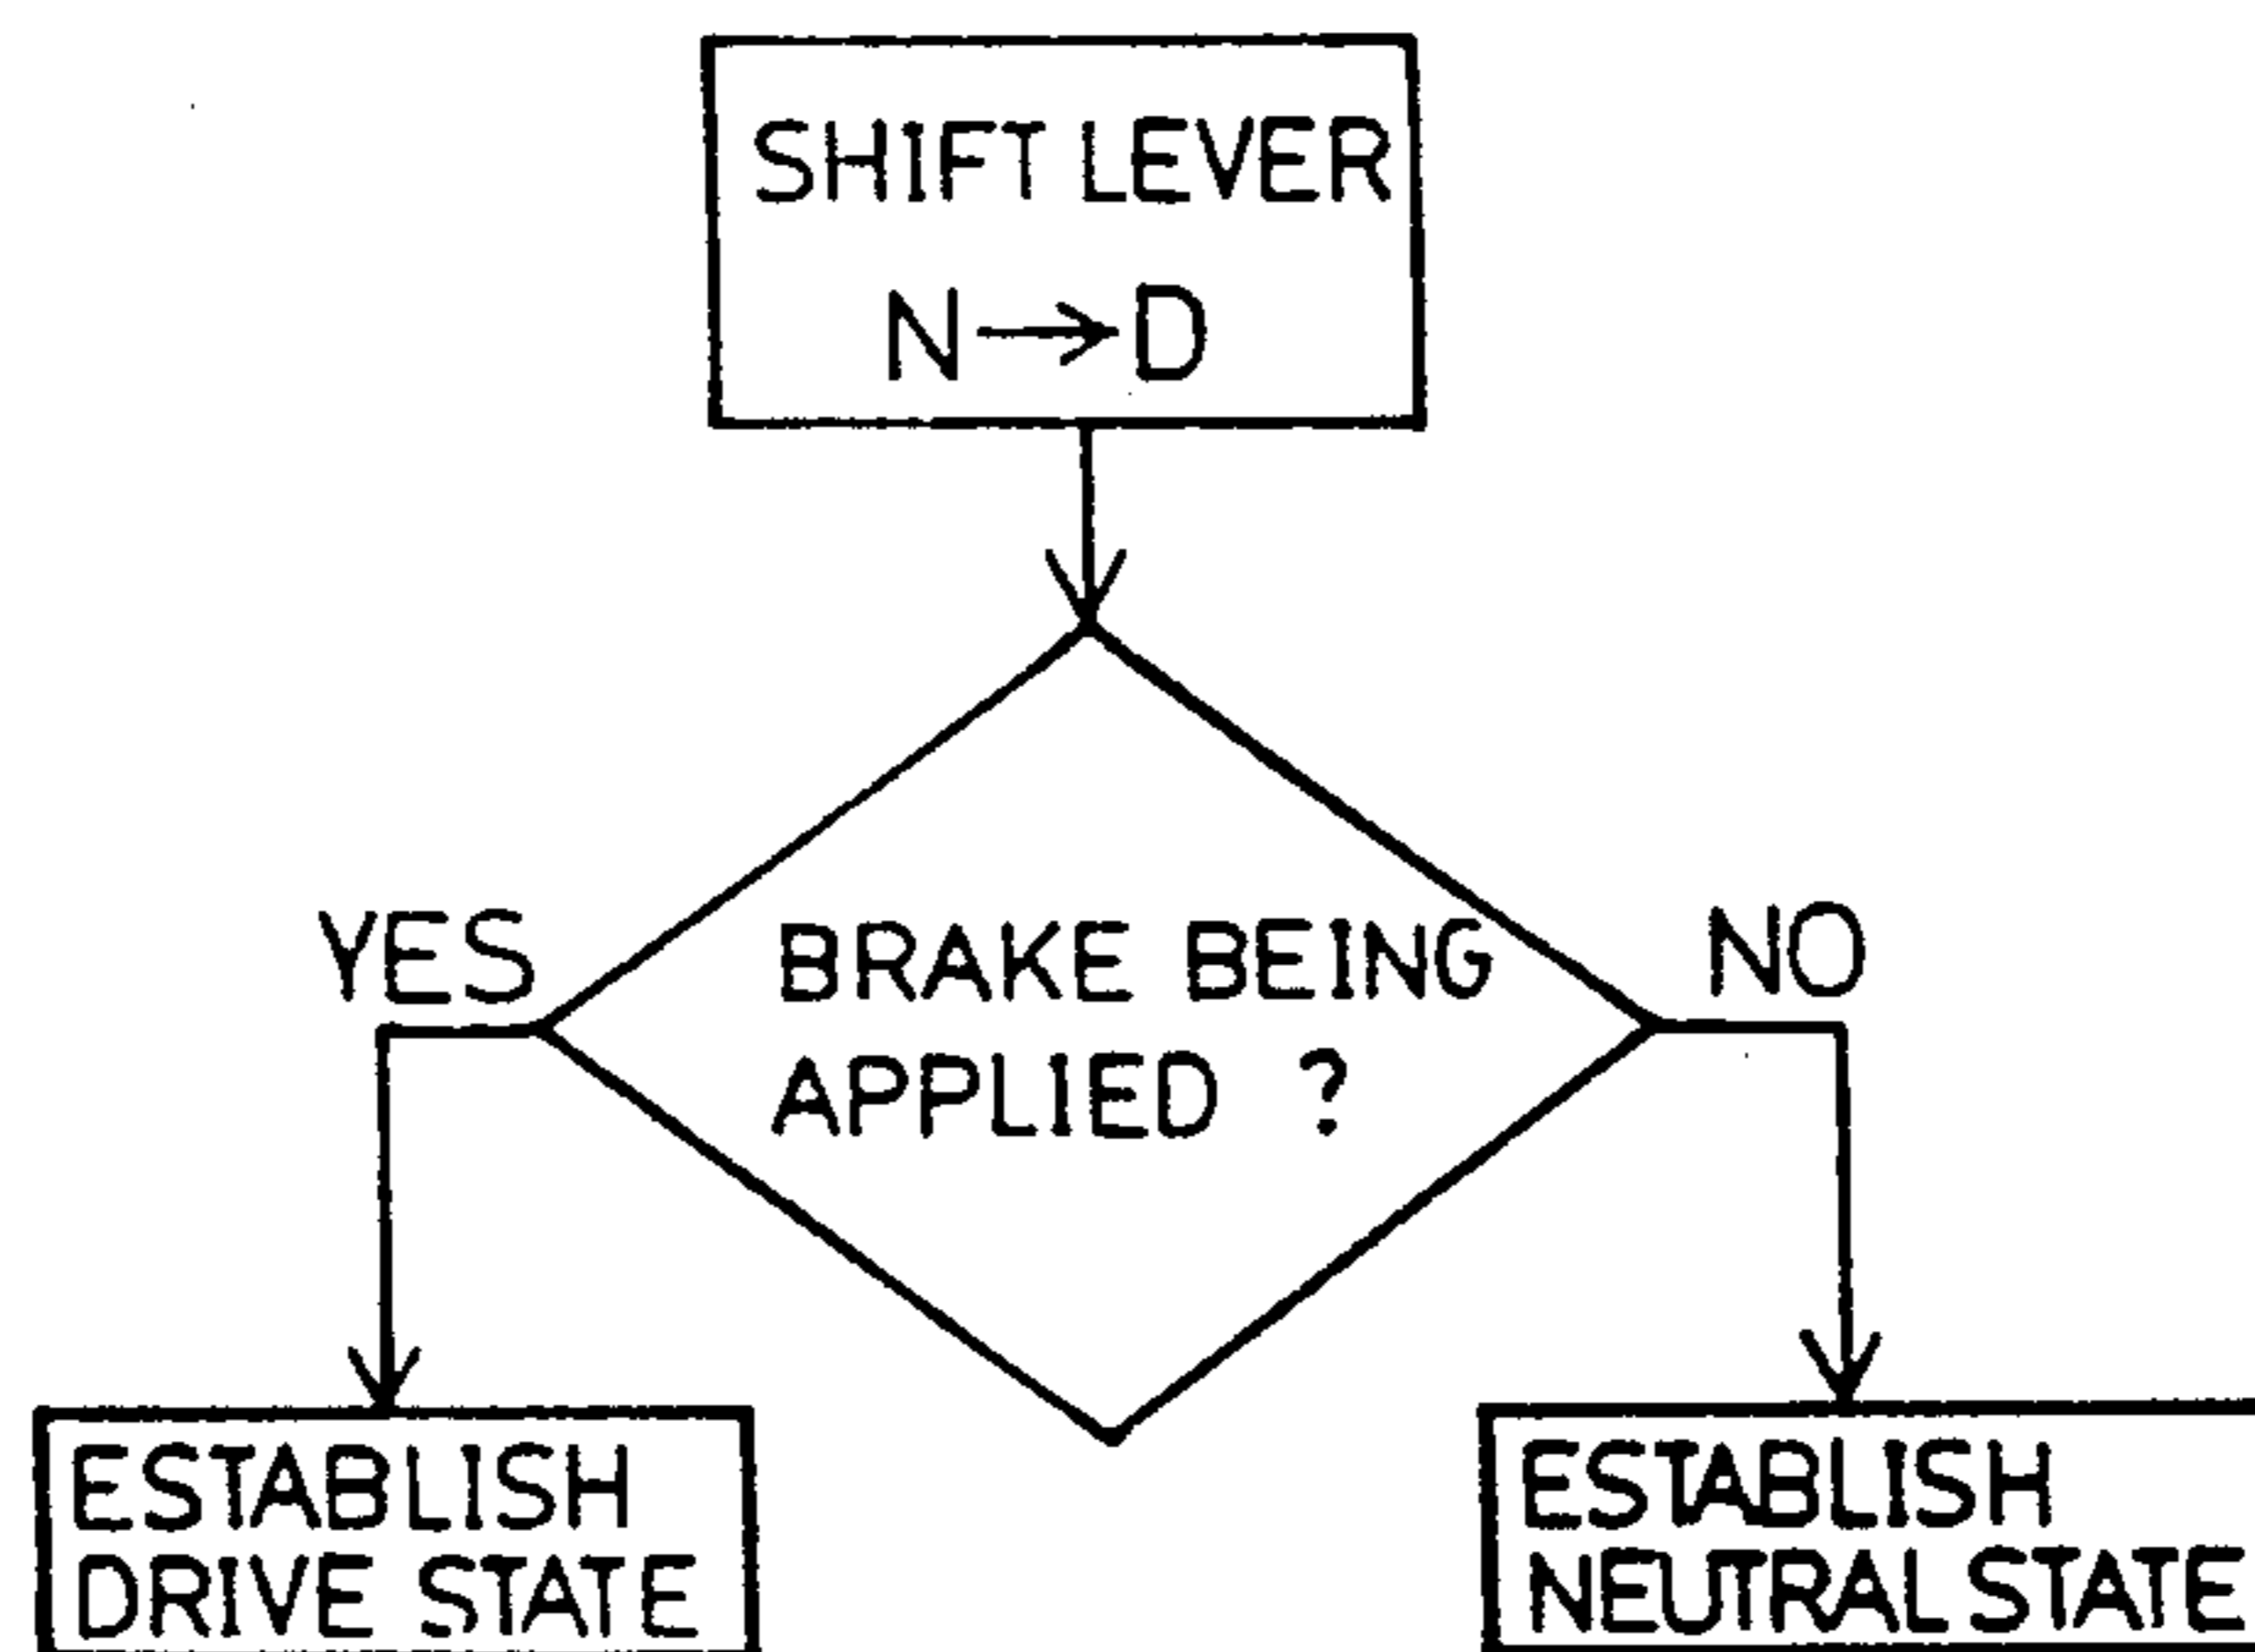 SHIFT LEVER
N→D
YES
BRAKE BEING
APPLIED ?
NO
ESTABLISH
DRIVE STATE
ESTABLISH
NEUTRAL STATE